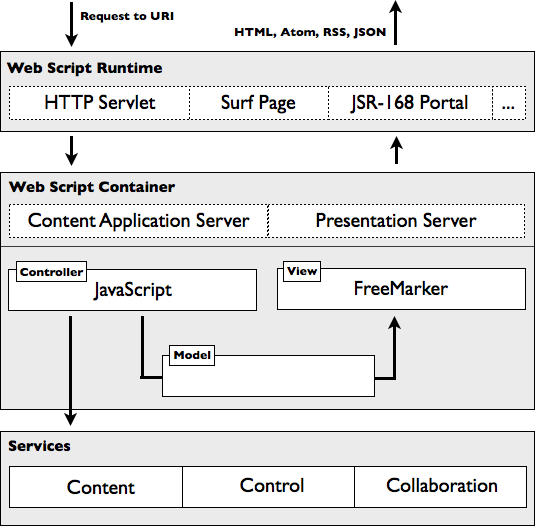 Request to URI
HTML, Atom, RSS, JSON
Web Script Runtime
HTTP Servlet
Surf Page
JSR-168 Portal
...
Web Script Container
Content Application Server
Presentation Server
Controller
JavaScript
View
FreeMarker
Model
Services
Content
Control
Collaboration